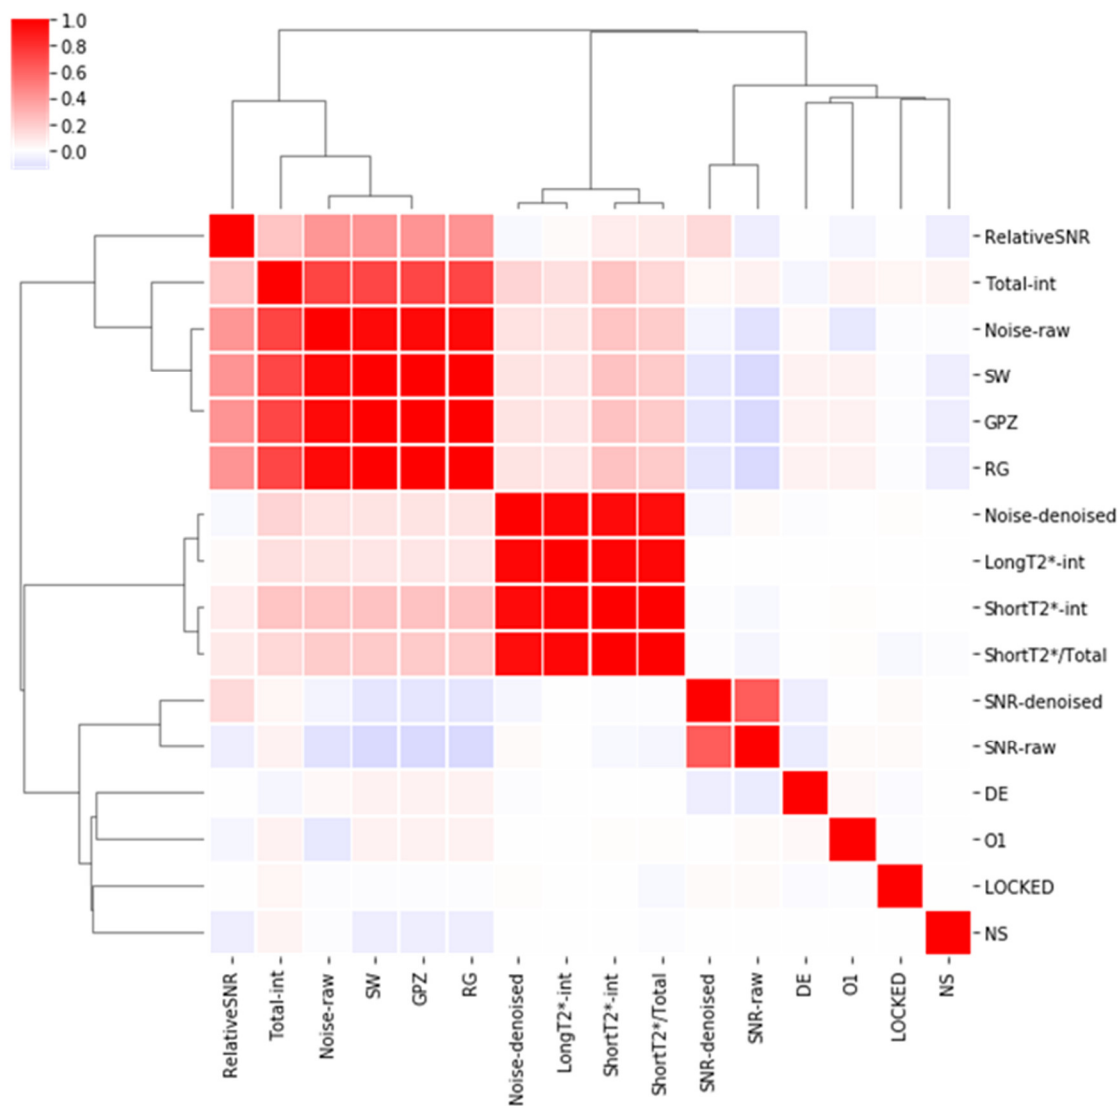 1.0
0.8
0.6
0.4
0.2
0.0
RelativeSNR
Total-int
Noise-raw
SW
GPZ
RG
Noise-denoised
LongT2*-int
ShortT2*-int
ShortT2*/Total
SNR-denoised
SNR-raw
DE
O1
LOCKED
NS
RelativeSNR
Total-int
Noise-raw
SW
GPZ
RG
Noise-denoised
LongT2*-int
ShortT2*-int
ShortT2*/Total
SNR-denoised
SNR-raw
DE
O1
LOCKED
NS